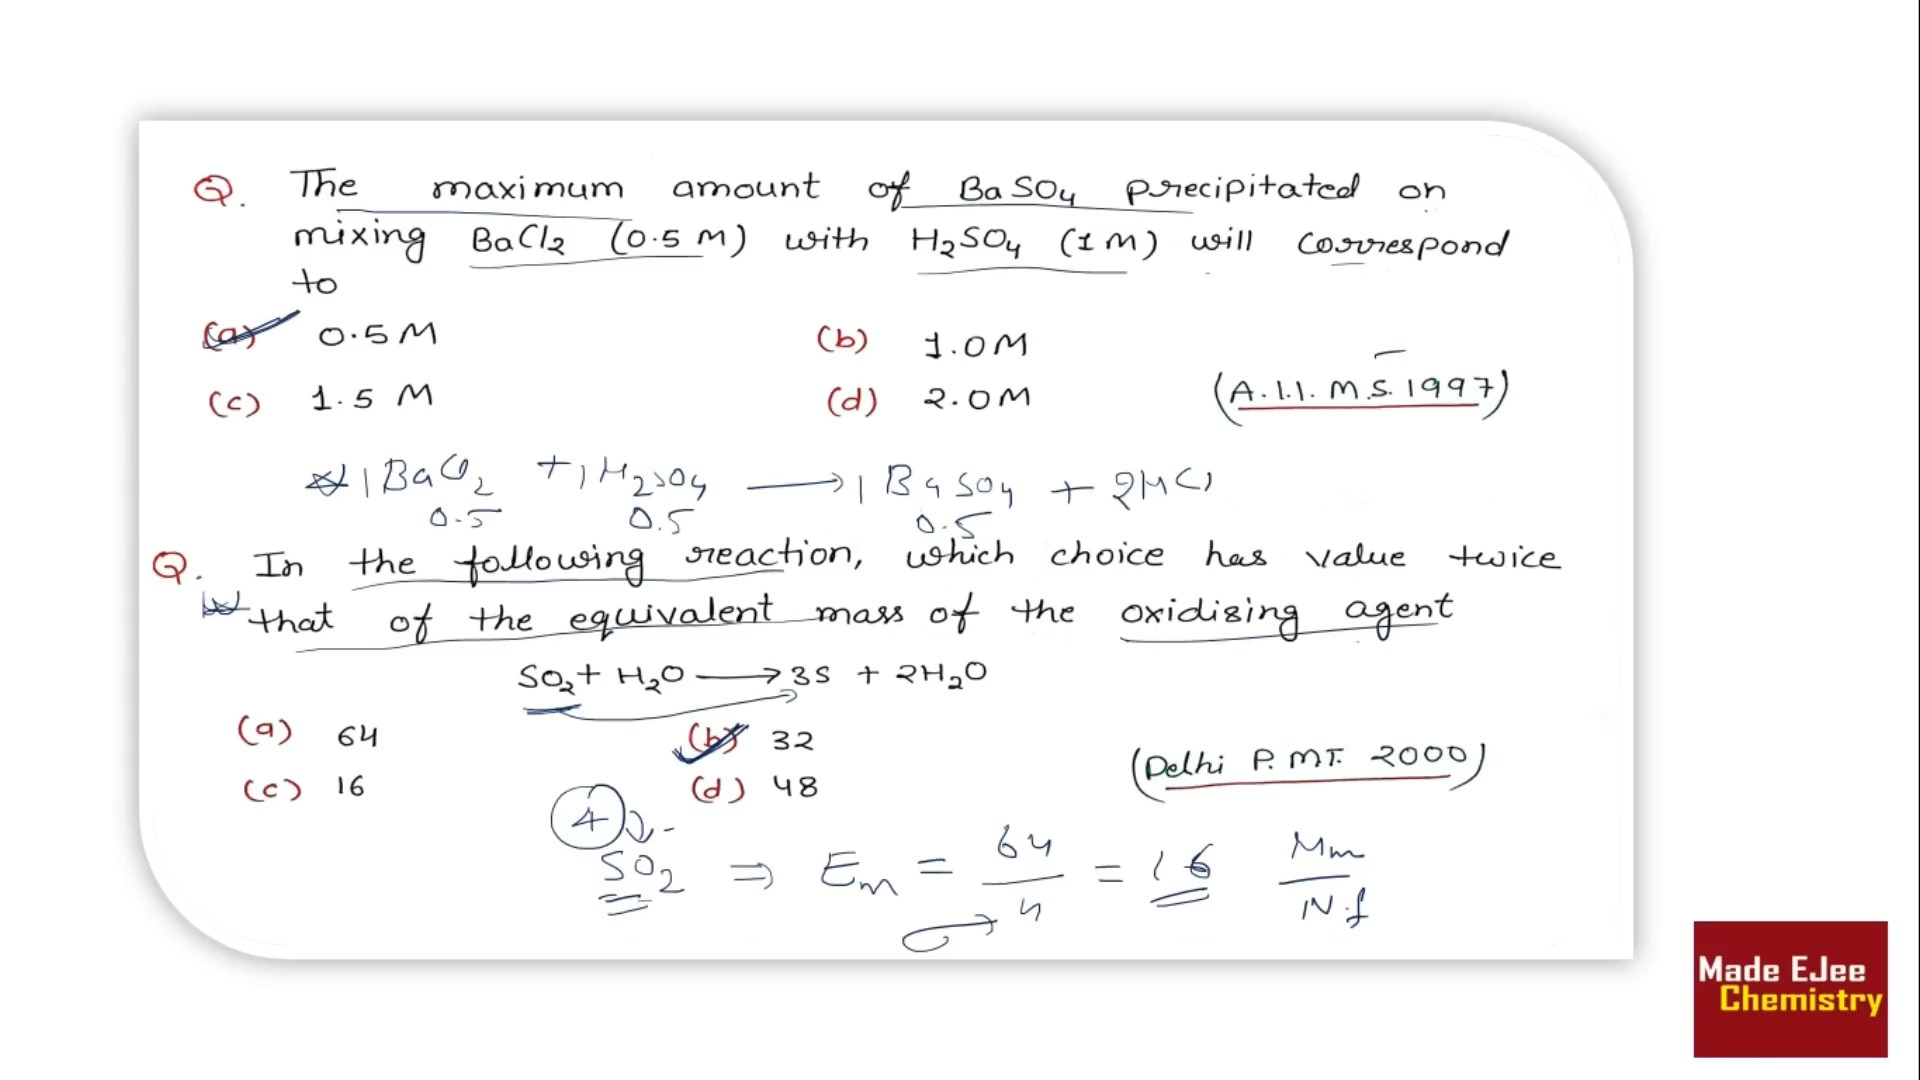 Q. The maximum amount of BaSO4 precipitated on
mixing BaCl2 (0.5 M) with H2SO4 (1 M) will correspond
to
(a) 0.5 M
(b) 1.0 M
(c) 1.5 M
(d) 2.0 M
(A.I.I.M.S. 1997)
1 BaCl2 + 1 H2SO4 → 1 BaSO4 + 2HCl
0.5 0.5 0.5
Q. In the following reaction, which choice has value twice
that of the equivalent mass of the oxidising agent
SO2 + H2O → 3S + 2H2O
(a) 64
(b) 32
(c) 16
(d) 48
(Delhi P.M.T. 2000)
4
SO2 ⇒ Em = 64/4 = 16 Mm/N.f
Made EJee
Chemistry